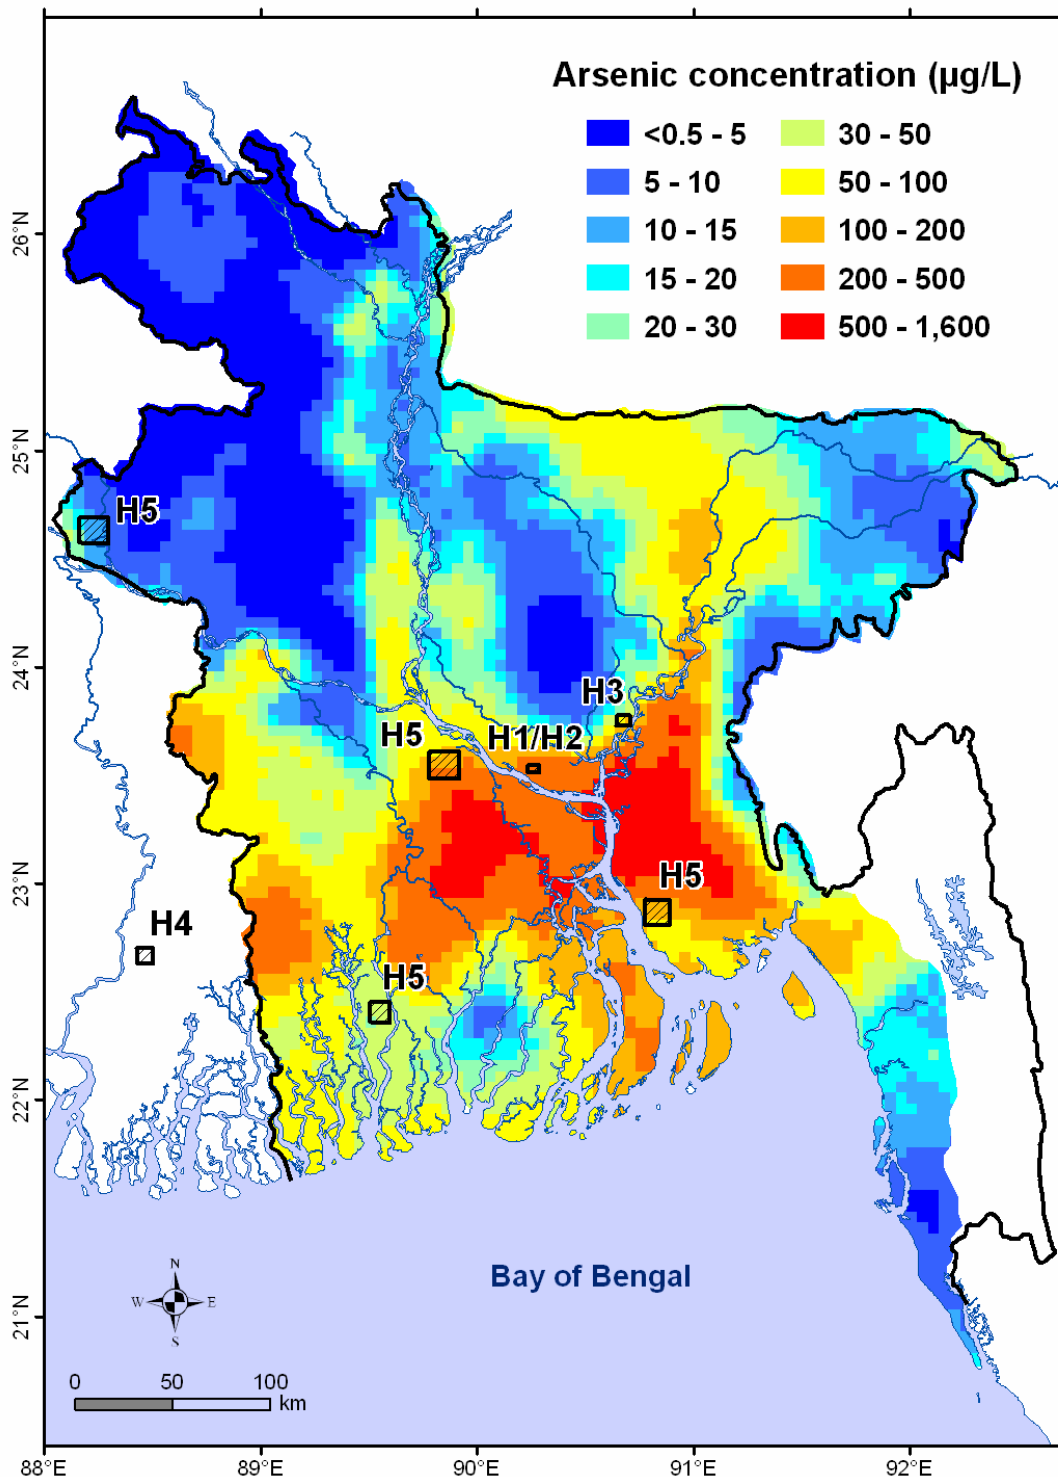 Arsenic concentration (µg/L)
<0.5 - 5
30 - 50
5 - 10
50 - 100
10 - 15
100 - 200
15 - 20
200 - 500
20 - 30
500 - 1,600
26°N
25°N
24°N
23°N
22°N
21°N
H5
H3
H5
H1/H2
H5
H4
H5
Bay of Bengal
N
W
E
S
0
50
100
km
88°E
89°E
90°E
91°E
92°E